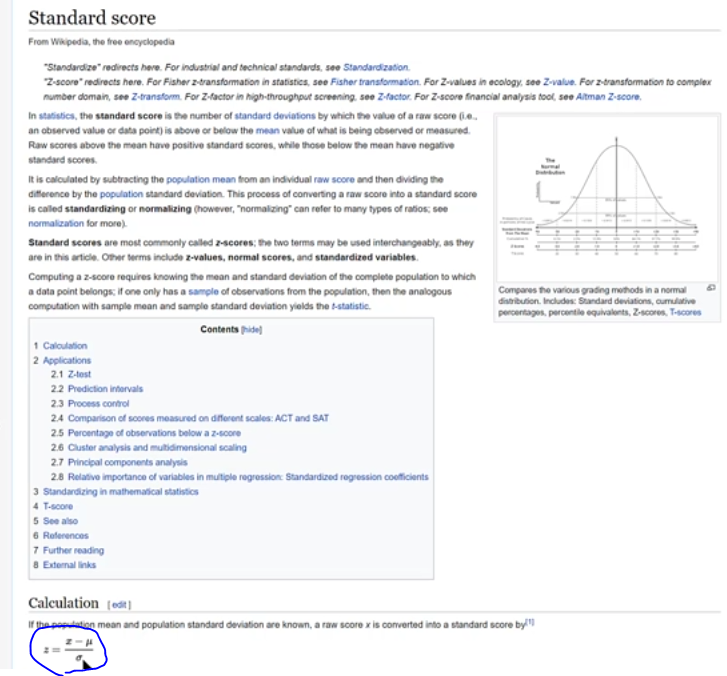 Standard score
From Wikipedia, the free encyclopedia
"Standardize" redirects here. For industrial and technical standards, see Standardization.
"Z-score" redirects here. For Fisher z-transformation in statistics, see Fisher transformation. For Z-values in ecology, see Z-value. For z-transformation to complex
number domain, see Z-transform. For Z-factor in high-throughput screening, see Z-factor. For Z-score financial analysis tool, see Altman Z-score.
In statistics, the standard score is the number of standard deviations by which the value of a raw score (i.e.,
an observed value or data point) is above or below the mean value of what is being observed or measured.
Raw scores above the mean have positive standard scores, while those below the mean have negative
standard scores.
It is calculated by subtracting the population mean from an individual raw score and then dividing the
difference by the population standard deviation. This process of converting a raw score into a standard score
is called standardizing or normalizing (however, "normalizing" can refer to many types of ratios; see
normalization for more).
Standard scores are most commonly called z-scores; the two terms may be used interchangeably, as they
are in this article. Other terms include z-values, normal scores, and standardized variables.
Computing a z-score requires knowing the mean and standard deviation of the complete population to which
a data point belongs; if one only has a sample of observations from the population, then the analogous
computation with sample mean and sample standard deviation yields the t-statistic.
The
Normal
Distribution
Compares the various grading methods in a normal
distribution. Includes: Standard deviations, cumulative
percentages, percentile equivalents, Z-scores, T-scores
Contents [hide]
1 Calculation
2 Applications
2.1 Z-test
2.2 Prediction intervals
2.3 Process control
2.4 Comparison of scores measured on different scales: ACT and SAT
2.5 Percentage of observations below a z-score
2.6 Cluster analysis and multidimensional scaling
2.7 Principal components analysis
2.8 Relative importance of variables in multiple regression: Standardized regression coefficients
3 Standardizing in mathematical statistics
4 T-score
5 See also
6 References
7 Further reading
8 External links
Calculation [edit]
If the population mean and population standard deviation are known, a raw score x is converted into a standard score by[1]
z = x − μ
σ